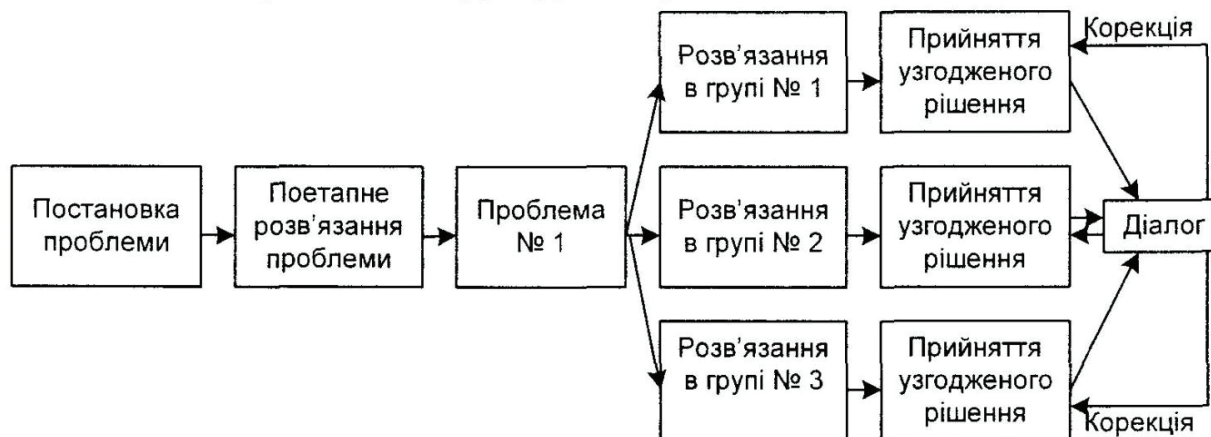 Постановка
проблеми
Поетапне
розв'язання
проблеми
Проблема
№ 1
Розв'язання
в групі № 1
Прийняття
узгодженого
рішення
Корекція
Розв'язання
в групі № 2
Прийняття
узгодженого
рішення
Діалог
Розв'язання
в групі № 3
Прийняття
узгодженого
рішення
Корекція